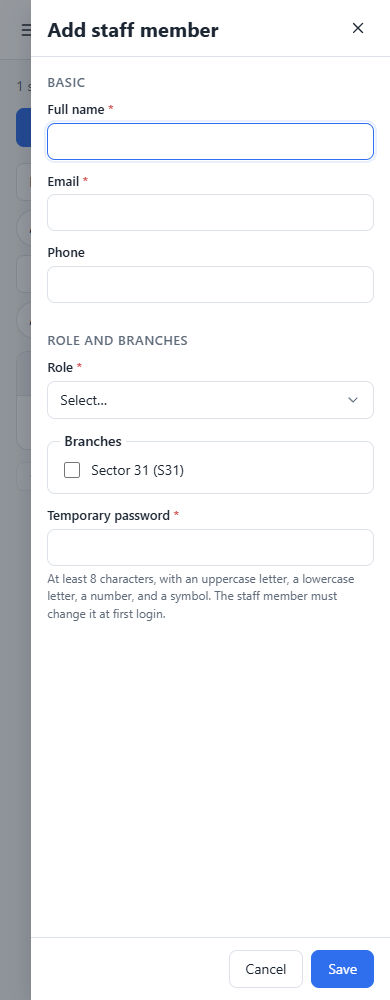 Add staff member
BASIC
Full name *
Email *
Phone
ROLE AND BRANCHES
Role *
Select...
Branches
Sector 31 (S31)
Temporary password *
At least 8 characters, with an uppercase letter, a lowercase
letter, a number, and a symbol. The staff member must
change it at first login.
Cancel
Save